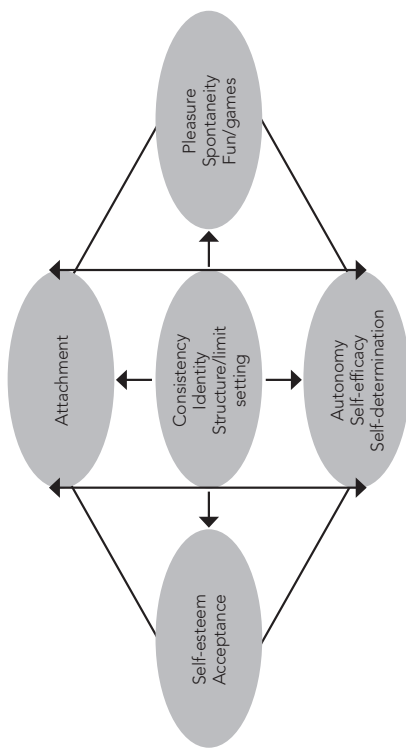 Attachment
Self-esteem
Acceptance
Consistency
Identity
Structure/limit
setting
Pleasure
Spontaneity
Fun/games
Autonomy
Self-efficacy
Self-determination